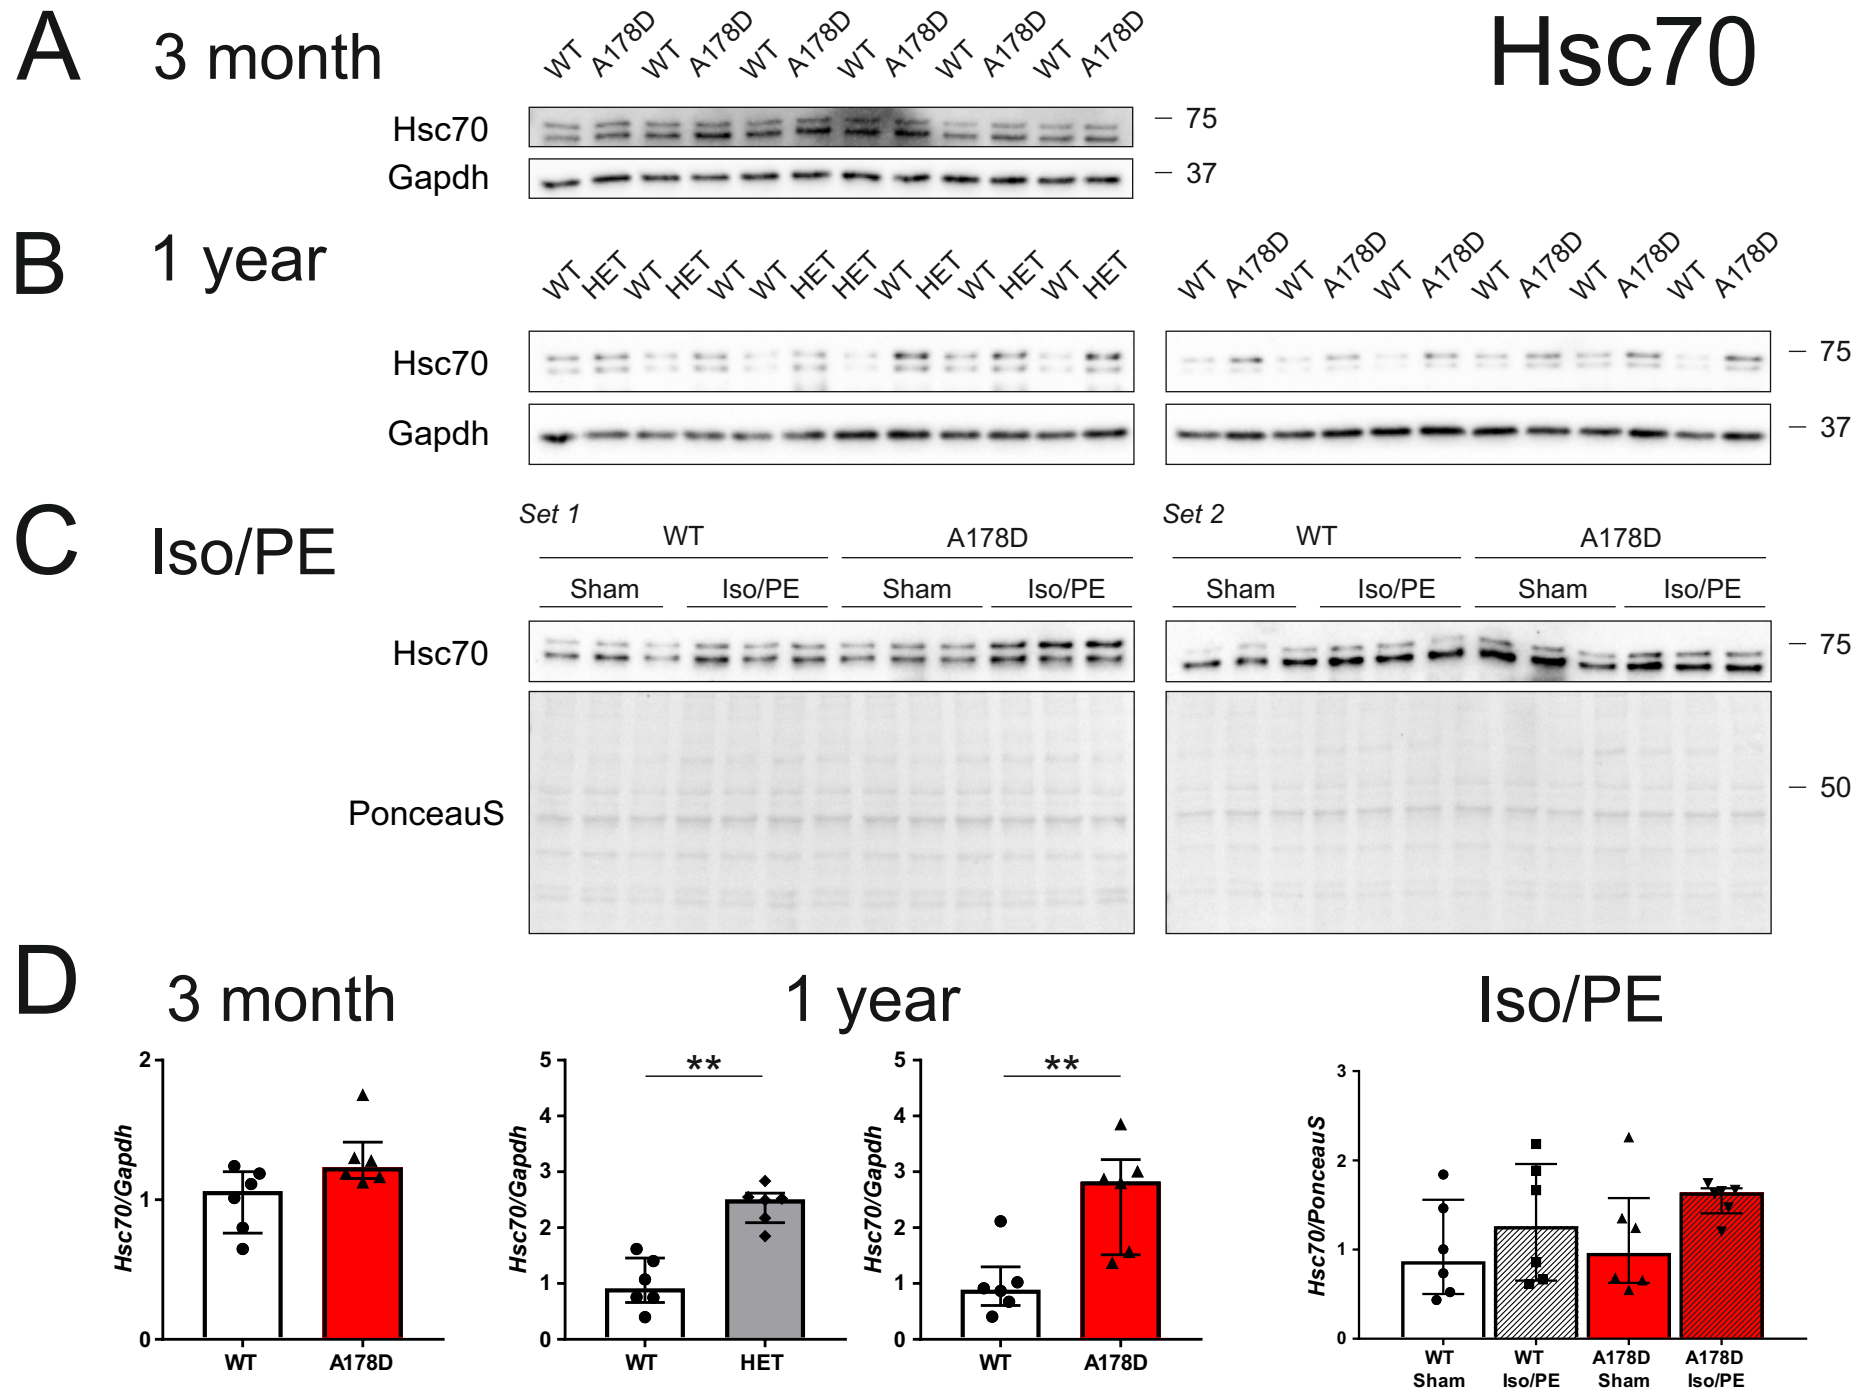 A 3 month
WT A178D WT A178D WT A178D WT A178D WT A178D WT A178D
Hsc70
Hsc70
75
Gapdh
37
B 1 year
WT HET WT HET WT WT HET HET WT HET WT HET WT HET
WT A178D WT A178D WT A178D WT A178D WT A178D WT A178D
Hsc70
75
Gapdh
37
C Iso/PE
Set 1
WT A178D
Sham Iso/PE Sham Iso/PE
Set 2
WT A178D
Sham Iso/PE Sham Iso/PE
Hsc70
75
PonceauS
50
D
3 month
Hsc70/Gapdh
2
1
0
WT A178D
1 year
Hsc70/Gapdh
5
4
3
2
1
0
**
WT HET
Hsc70/Gapdh
5
4
3
2
1
0
**
WT A178D
Iso/PE
Hsc70/PonceauS
3
2
1
0
WT Sham
WT Iso/PE
A178D Sham
A178D Iso/PE